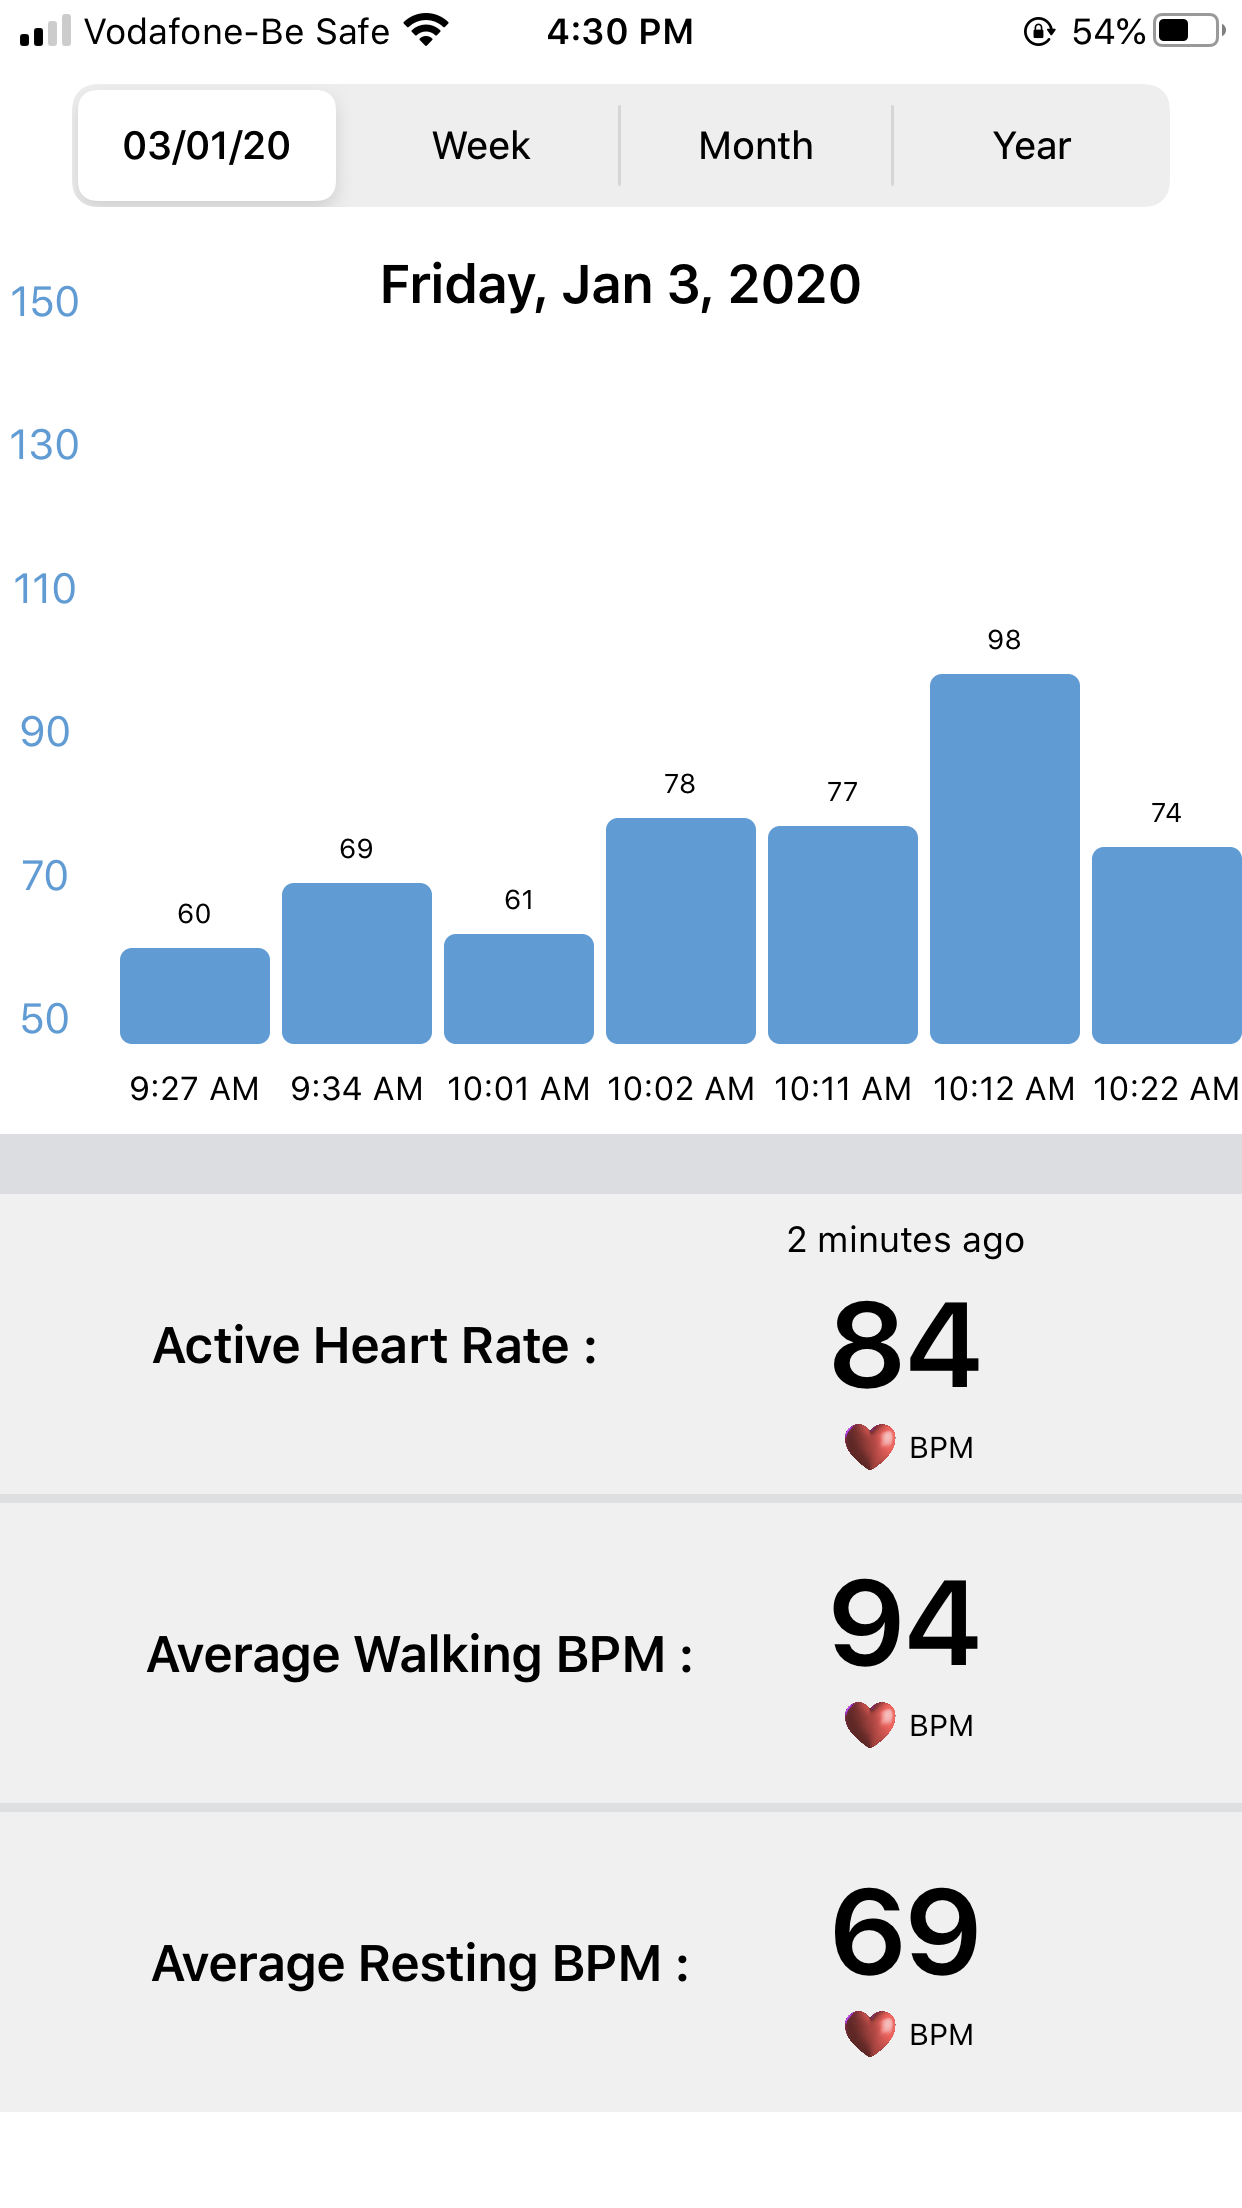 Vodafone-Be Safe 4:30 PM 54%
03/01/20 Week Month Year
Friday, Jan 3, 2020
150
130
110
90
70
50
60 69 61 78 77 98 74
9:27 AM 9:34 AM 10:01 AM 10:02 AM 10:11 AM 10:12 AM 10:22 AM
2 minutes ago
Active Heart Rate : 84
BPM
Average Walking BPM : 94
BPM
Average Resting BPM : 69
BPM